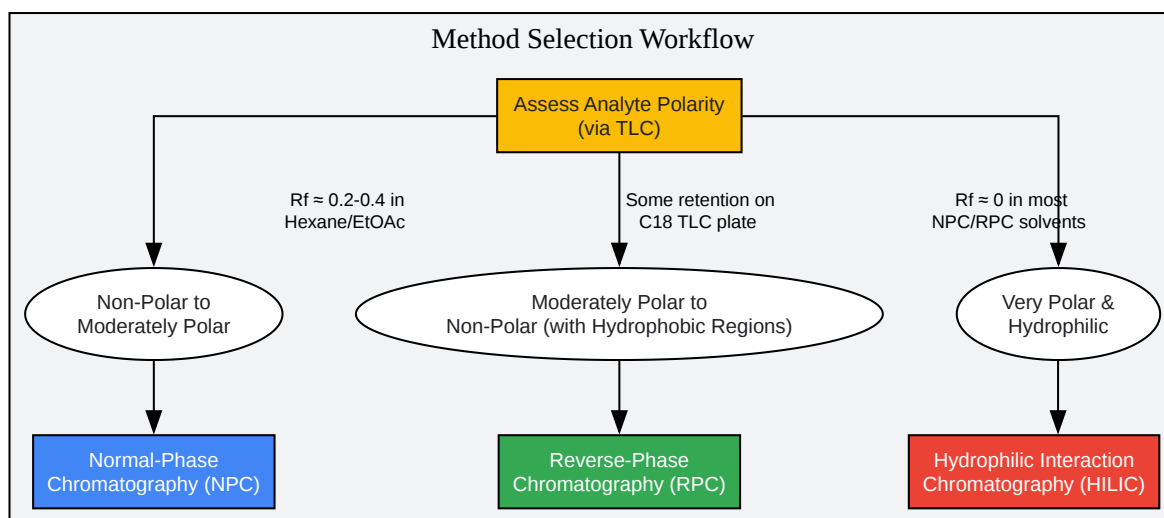 Method Selection Workflow
Assess Analyte Polarity
(via TLC)
Rf ≈ 0.2-0.4 in
Hexane/EtOAc
Some retention on
C18 TLC plate
Rf ≈ 0 in most
NPC/RPC solvents
Non-Polar to
Moderately Polar
Moderately Polar to
Non-Polar (with Hydrophobic Regions)
Very Polar &
Hydrophilic
Normal-Phase
Chromatography (NPC)
Reverse-Phase
Chromatography (RPC)
Hydrophilic Interaction
Chromatography (HILIC)